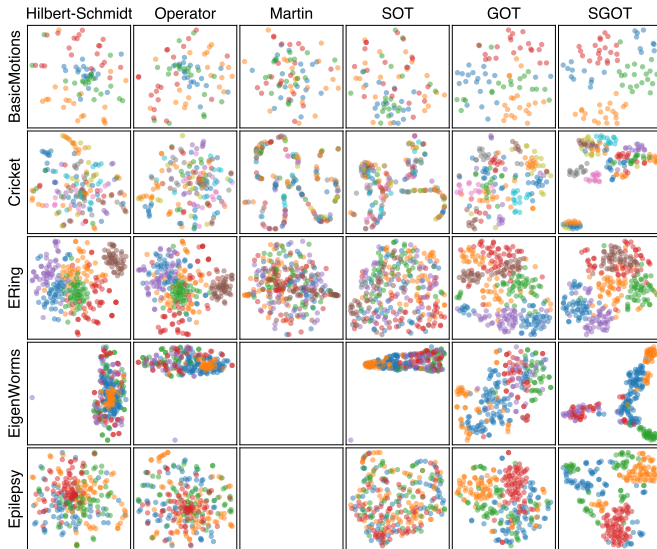 Hilbert-Schmidt Operator Martin SOT GOT SGOT
BasicMotions
Cricket
ERing
EigenWorms
Epilepsy